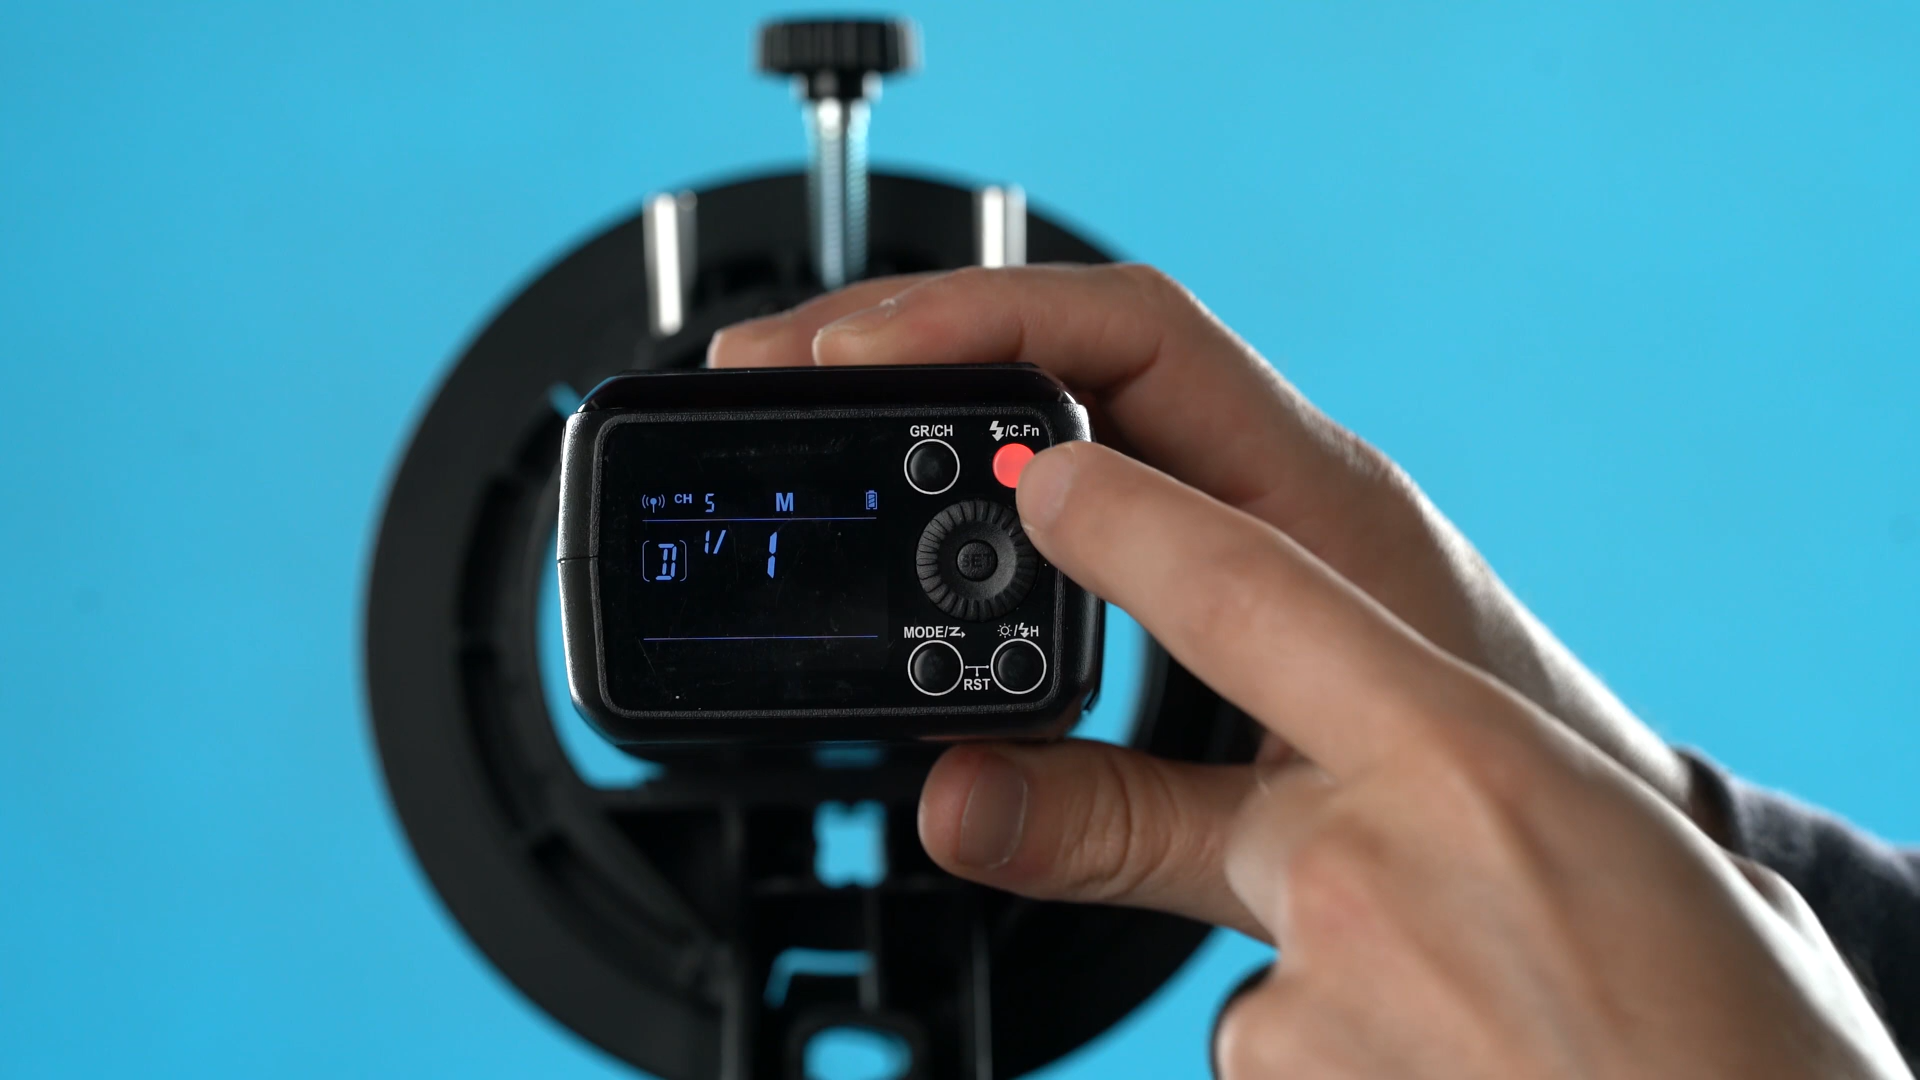 GR/CH
/C.Fn
CH 5 M
D 1/ 1
SET
MODE/Z
/H
RST